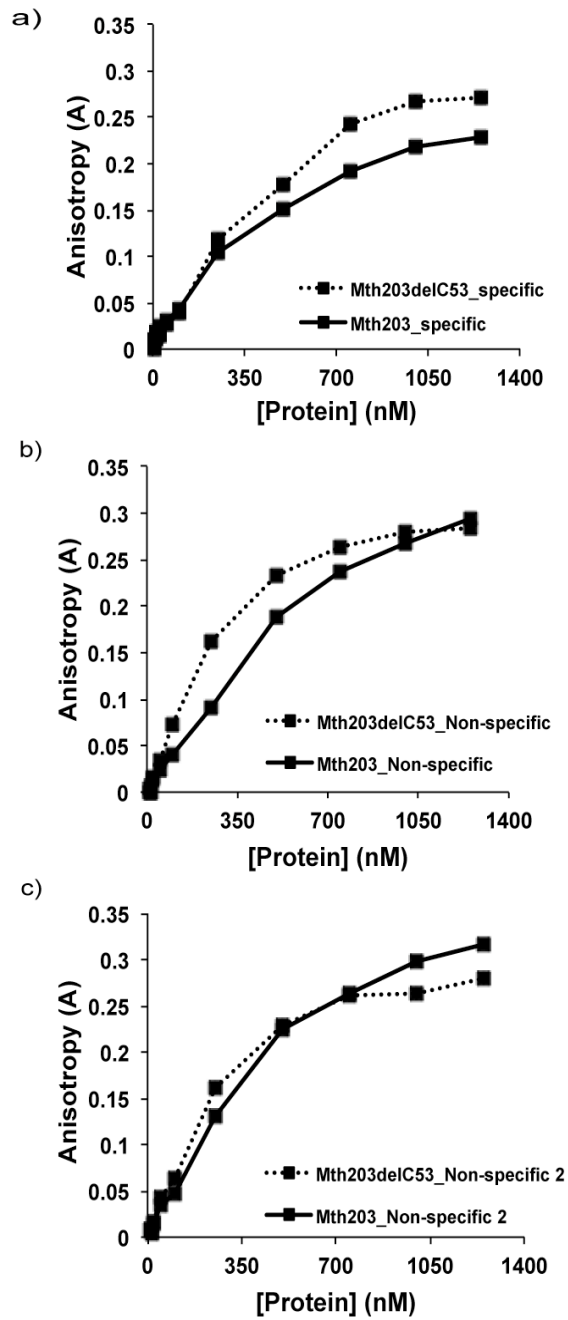 a)
0.35
0.3
0.25
0.2
0.15
0.1
0.05
0
Anisotropy (A)
Mth203delC53_specific
Mth203_specific
0 350 700 1050 1400
[Protein] (nM)
b)
0.35
0.3
0.25
0.2
0.15
0.1
0.05
0
Anisotropy (A)
Mth203delC53_Non-specific
Mth203_Non-specific
0 350 700 1050 1400
[Protein] (nM)
c)
0.35
0.3
0.25
0.2
0.15
0.1
0.05
0
Anisotropy (A)
Mth203delC53_Non-specific 2
Mth203_Non-specific 2
0 350 700 1050 1400
[Protein] (nM)